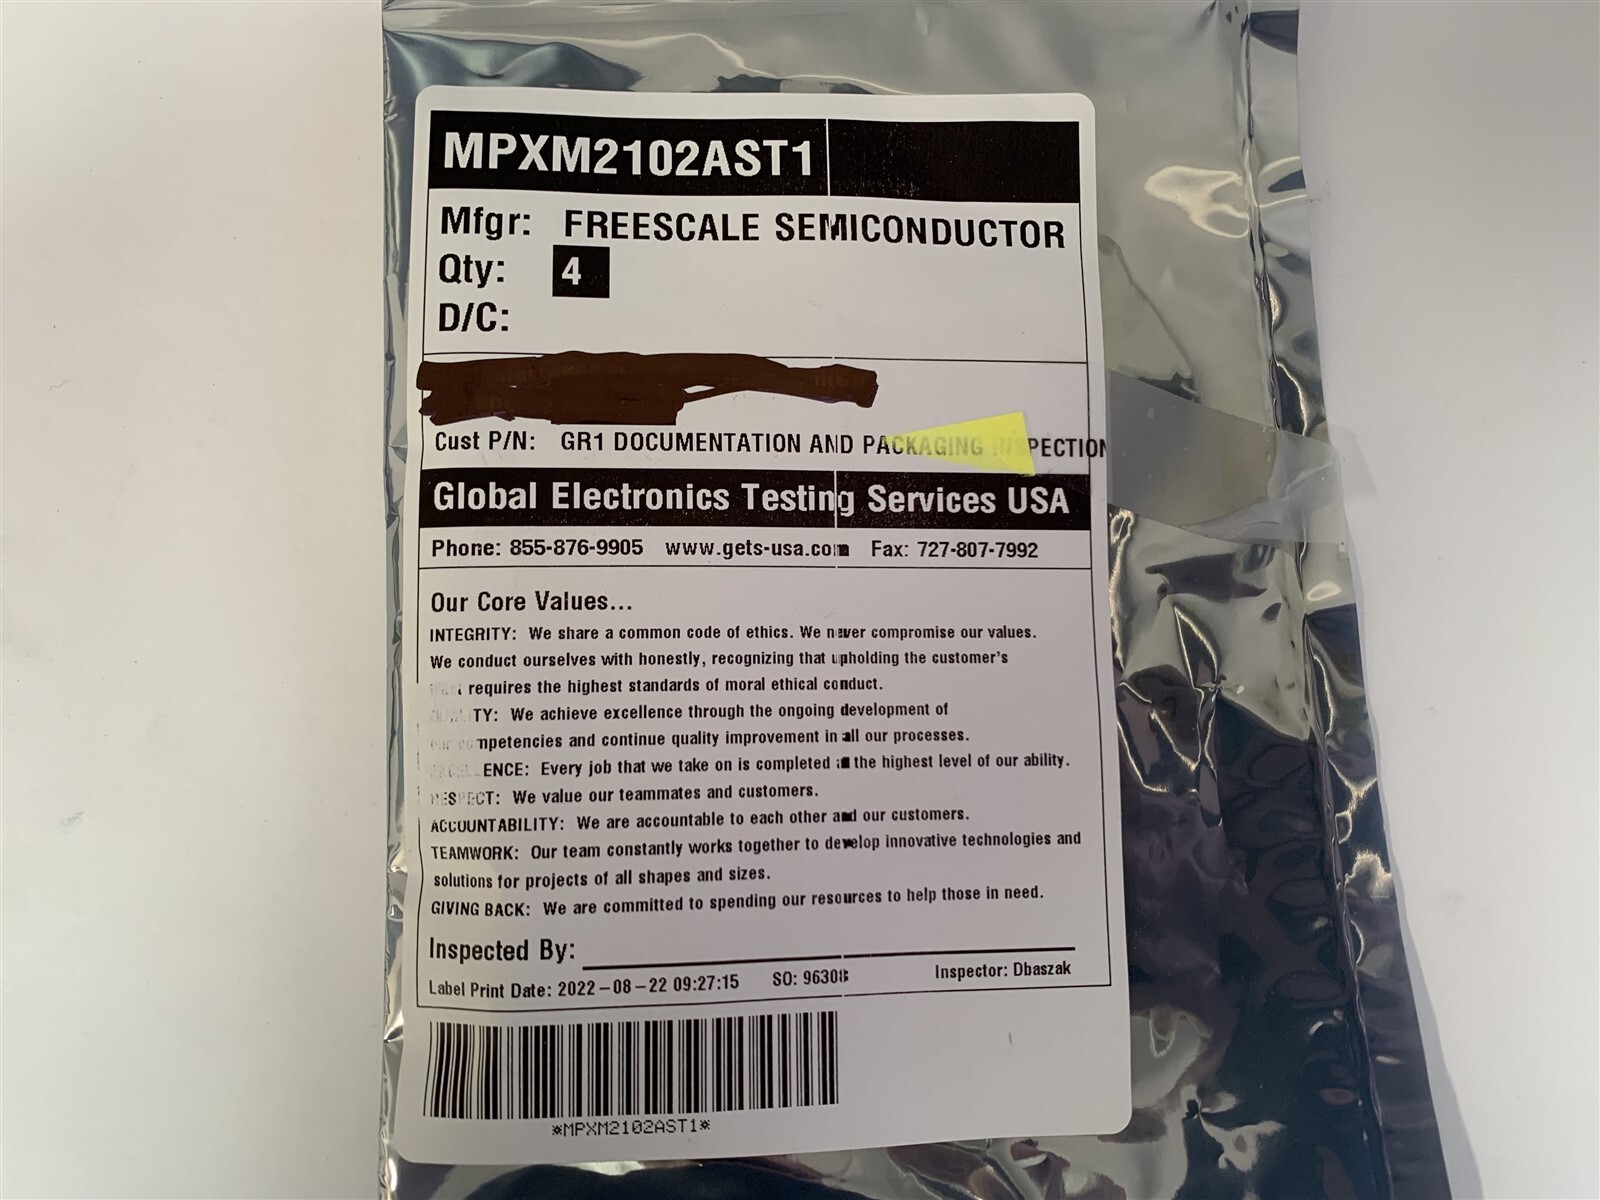 MPXM2102AST1
Mfgr: FREESCALE SEMICONDUCTOR
Qty: 4
D/C:
Cust P/N: GR1 DOCUMENTATION AND PACKAGING INSPECTION
Global Electronics Testing Services USA
Phone: 855-876-9905 www.gets-usa.com Fax: 727-807-7992
Our Core Values...
INTEGRITY: We share a common code of ethics. We never compromise our values.
We conduct ourselves with honestly, recognizing that upholding the customer's
requires the highest standards of moral ethical conduct.
QUALITY: We achieve excellence through the ongoing development of
our competencies and continue quality improvement in all our processes.
EXCELLENCE: Every job that we take on is completed at the highest level of our ability.
RESPECT: We value our teammates and customers.
ACCOUNTABILITY: We are accountable to each other and our customers.
TEAMWORK: Our team constantly works together to develop innovative technologies and
solutions for projects of all shapes and sizes.
GIVING BACK: We are committed to spending our resources to help those in need.
Inspected By:
Label Print Date: 2022-08-22 09:27:15 SO: 96308 Inspector: Dbaszak
*MPXM2102AST1*